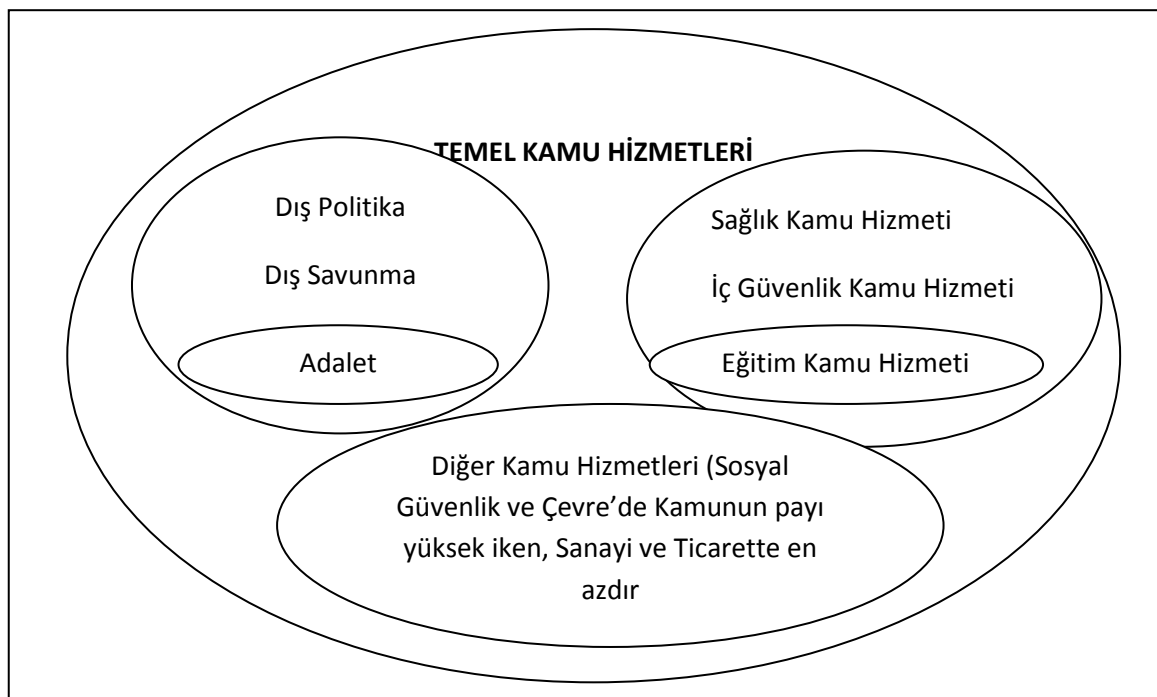 TEMEL KAMU HİZMETLERİ
Dış Politika
Dış Savunma
Adalet
Sağlık Kamu Hizmeti
İç Güvenlik Kamu Hizmeti
Eğitim Kamu Hizmeti
Diğer Kamu Hizmetleri (Sosyal
Güvenlik ve Çevre’de Kamunun payı
yüksek iken, Sanayi ve Ticarette en
azdır